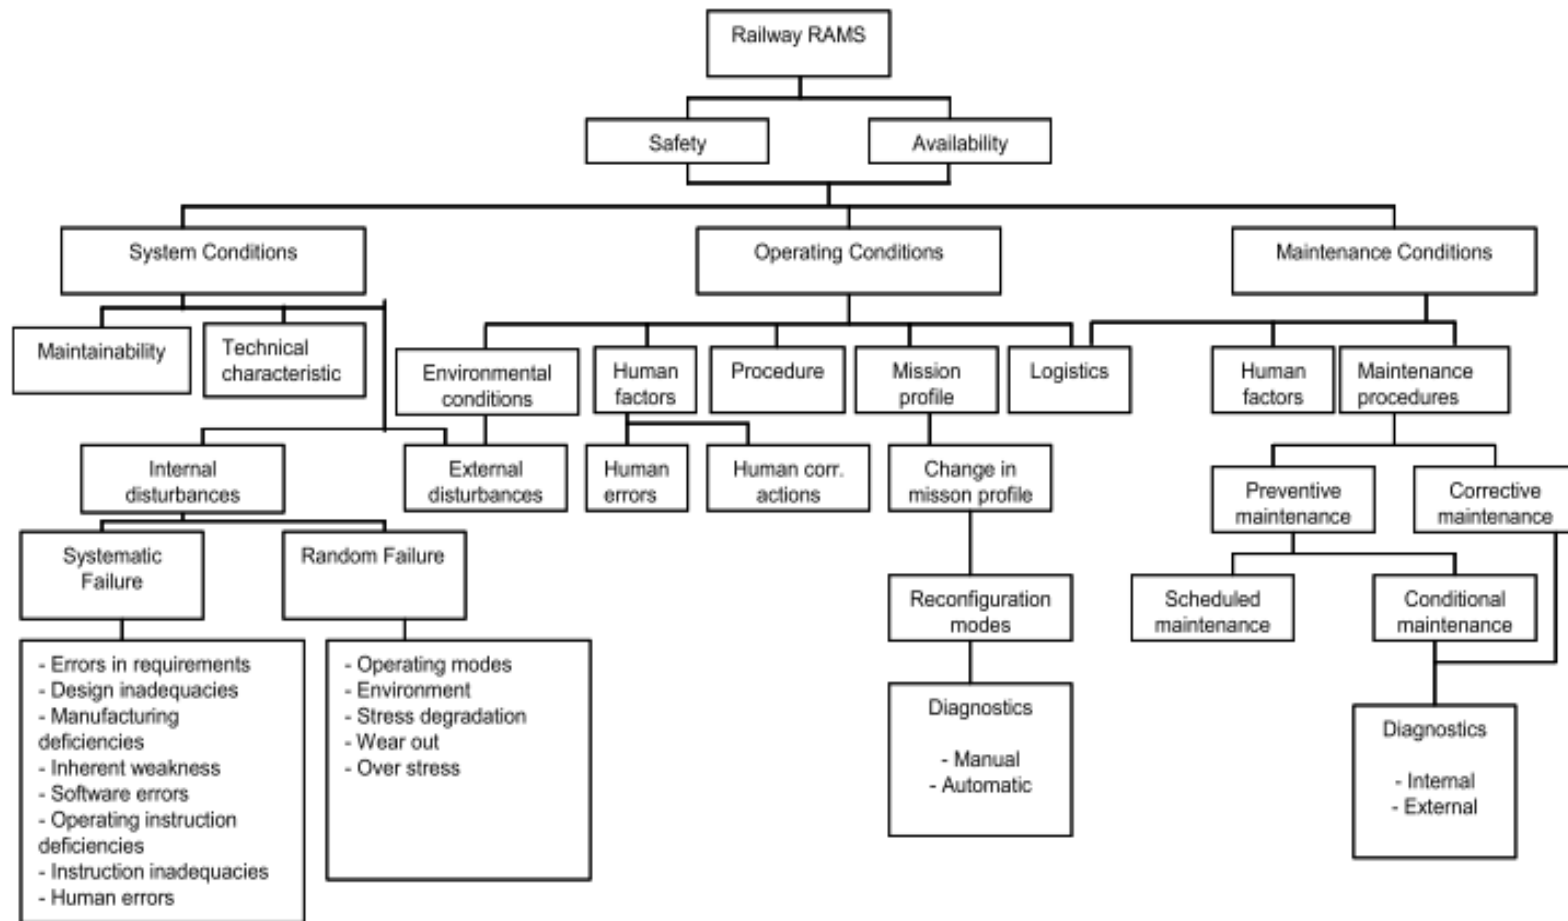 Railway RAMS
Safety
Availability
System Conditions
Operating Conditions
Maintenance Conditions
Maintainability
Technical
characteristic
Environmental
conditions
Human
factors
Procedure
Mission
profile
Logistics
Human
factors
Maintenance
procedures
Internal
disturbances
External
disturbances
Human
errors
Human corr.
actions
Change in
misson profile
Preventive
maintenance
Corrective
maintenance
Systematic
Failure
Random Failure
Reconfiguration
modes
Scheduled
maintenance
Conditional
maintenance
- Errors in requirements
- Design inadequacies
- Manufacturing
deficiencies
- Inherent weakness
- Software errors
- Operating instruction
deficiencies
- Instruction inadequacies
- Human errors
- Operating modes
- Environment
- Stress degradation
- Wear out
- Over stress
Diagnostics
- Manual
- Automatic
Diagnostics
- Internal
- External